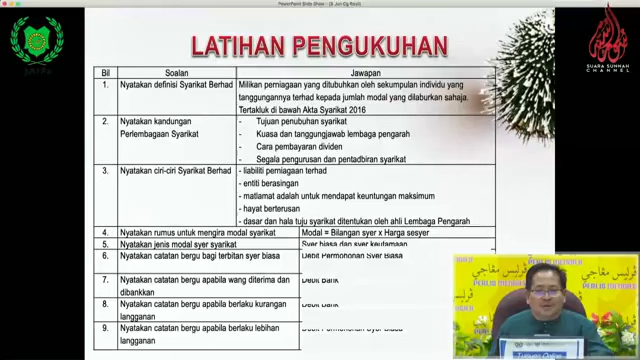 PowerPoint Slide Show - [5 Jun Cg Rosli]
SUARA SUNNAH
CHANNEL
LATIHAN PENGUKUHAN
Bil Soalan Jawapan
1. Nyatakan definisi Syarikat Berhad Milikan perniagaan yang ditubuhkan oleh sekumpulan individu yang
tanggungannya terhad kepada jumlah modal yang dilaburkan sahaja.
Tertakluk di bawah Akta Syarikat 2016
2. Nyatakan kandungan - Tujuan penubuhan syarikat
Perlembagaan Syarikat - Kuasa dan tanggungjawab lembaga pengarah
- Cara pembayaran dividen
- Segala pengurusan dan pentadbiran syarikat
3. Nyatakan ciri-ciri Syarikat Berhad - liabiliti perniagaan terhad
- entiti berasingan
- matlamat adalah untuk mendapat keuntungan maksimum
- hayat berterusan
- dasar dan hala tuju syarikat ditentukan oleh ahli Lembaga Pengarah
4. Nyatakan rumus untuk mengira modal syarikat Modal = Bilangan syer x Harga sesyer
5. Nyatakan jenis modal syer syarikat Syer biasa dan syer keutamaan
6. Nyatakan catatan bergu bagi terbitan syer biasa Debit Permohonan Syer Biasa
7. Nyatakan catatan bergu apabila wang diterima dan Debit Bank
dibankkan
8. Nyatakan catatan bergu apabila berlaku kurangan Debit Bank
langganan
9. Nyatakan catatan bergu apabila berlaku lebihan Debit Permohonan Syer Biasa
langganan
PERLIS MEMBER